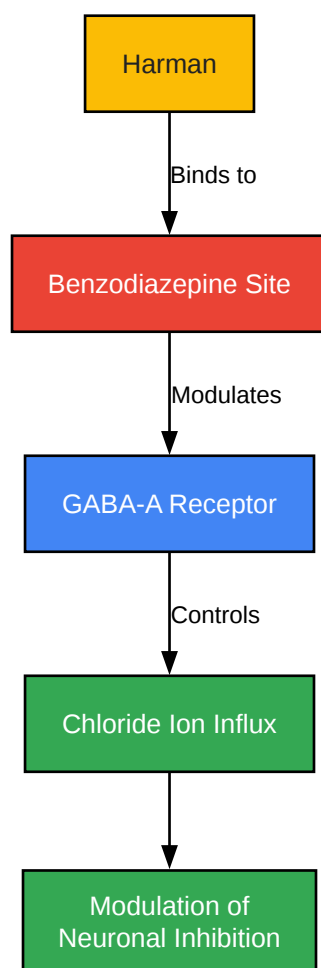 Harman
Binds to
Benzodiazepine Site
Modulates
GABA-A Receptor
Controls
Chloride Ion Influx
Modulation of
Neuronal Inhibition